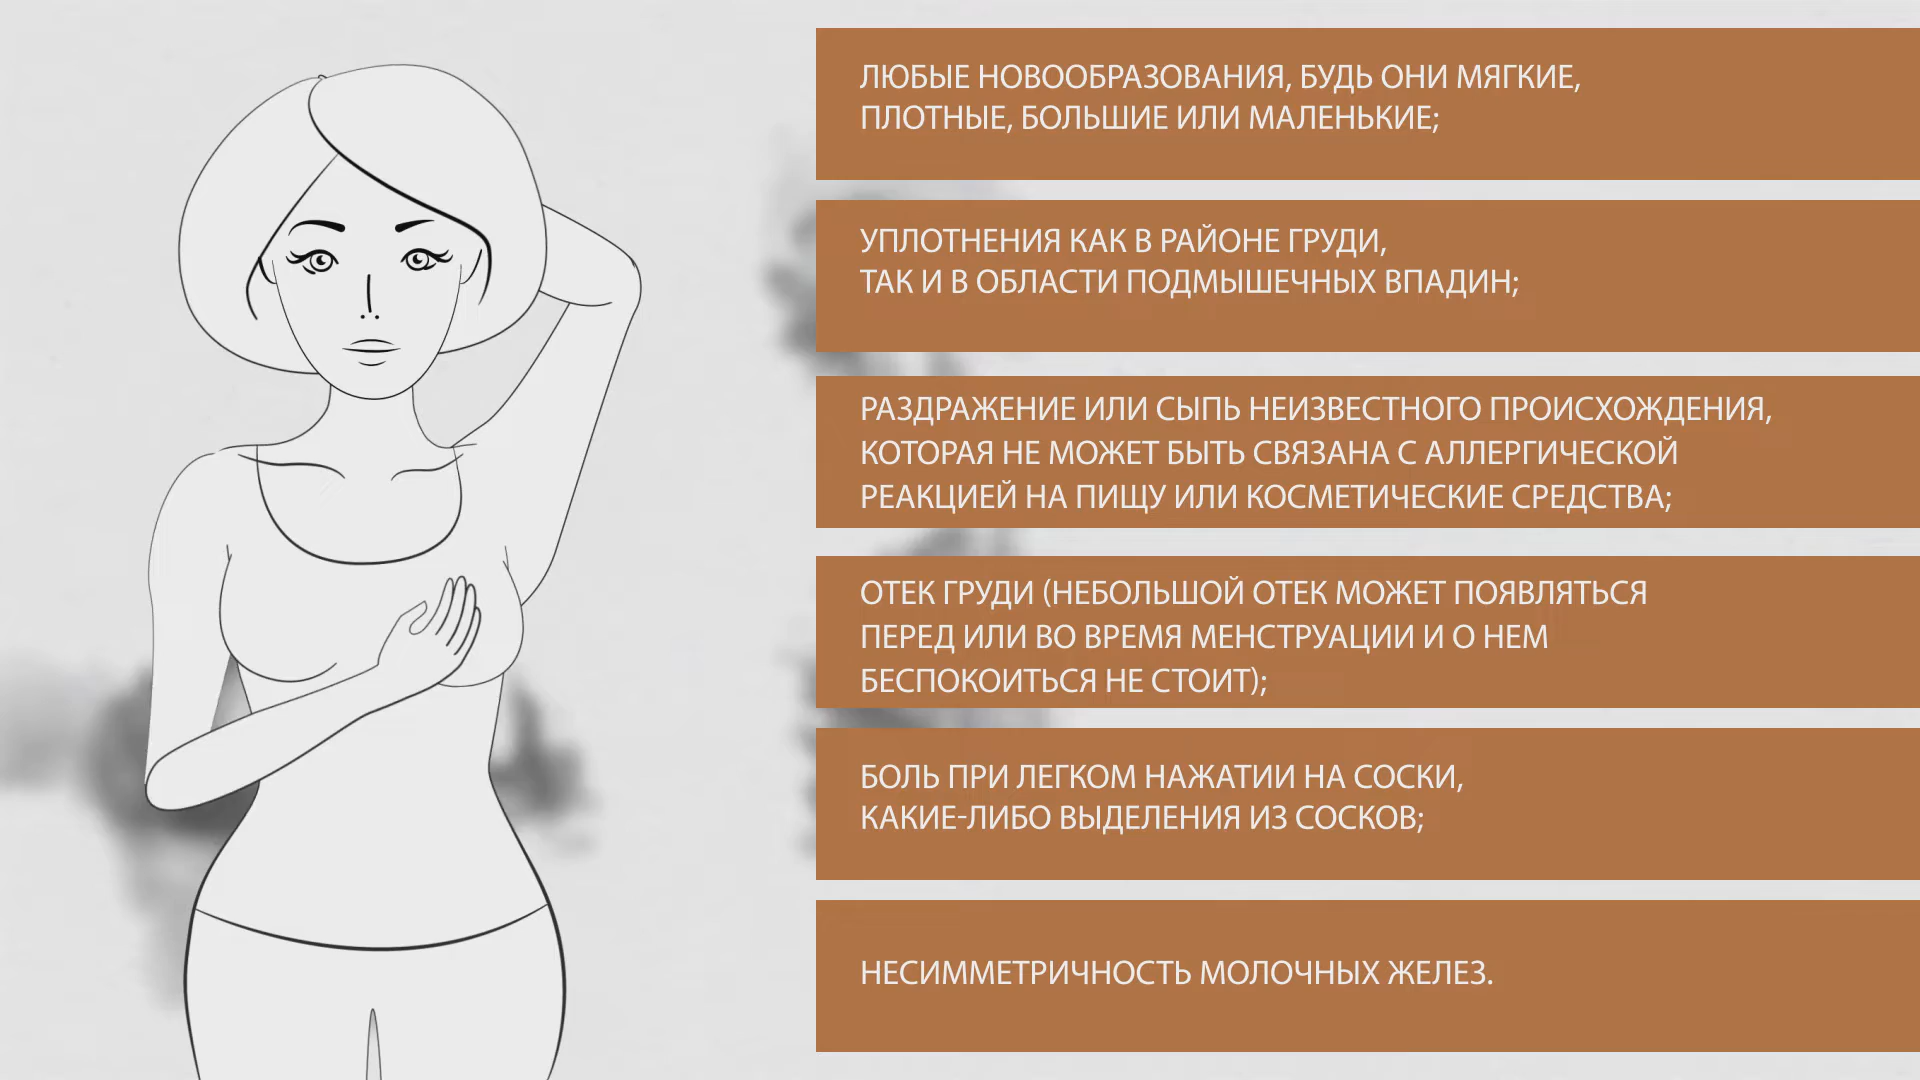 ЛЮБЫЕ НОВООБРАЗОВАНИЯ, БУДЬ ОНИ МЯГКИЕ,
ПЛОТНЫЕ, БОЛЬШИЕ ИЛИ МАЛЕНЬКИЕ;
УПЛОТНЕНИЯ КАК В РАЙОНЕ ГРУДИ,
ТАК И В ОБЛАСТИ ПОДМЫШЕЧНЫХ ВПАДИН;
РАЗДРАЖЕНИЕ ИЛИ СЫПЬ НЕИЗВЕСТНОГО ПРОИСХОЖДЕНИЯ,
КОТОРАЯ НЕ МОЖЕТ БЫТЬ СВЯЗАНА С АЛЛЕРГИЧЕСКОЙ
РЕАКЦИЕЙ НА ПИЩУ ИЛИ КОСМЕТИЧЕСКИЕ СРЕДСТВА;
ОТЕК ГРУДИ (НЕБОЛЬШОЙ ОТЕК МОЖЕТ ПОЯВЛЯТЬСЯ
ПЕРЕД ИЛИ ВО ВРЕМЯ МЕНСТРУАЦИИ И О НЕМ
БЕСПОКОИТЬСЯ НЕ СТОИТ);
БОЛЬ ПРИ ЛЕГКОМ НАЖАТИИ НА СОСКИ,
КАКИЕ-ЛИБО ВЫДЕЛЕНИЯ ИЗ СОСКОВ;
НЕСИММЕТРИЧНОСТЬ МОЛОЧНЫХ ЖЕЛЕЗ.